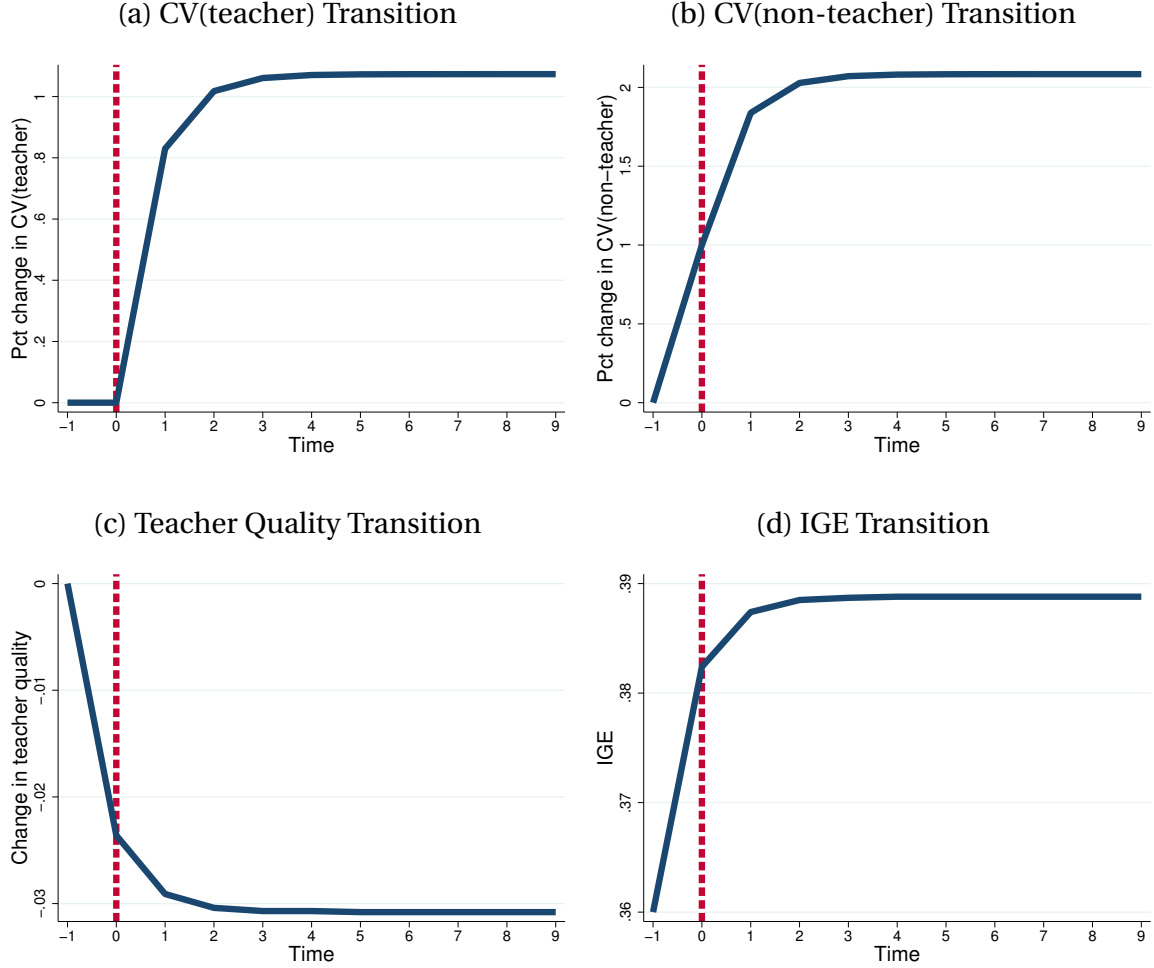 (a) CV(teacher) Transition
Pct change in CV(teacher)
1
.8
.6
.4
.2
0
−1 0 1 2 3 4 5 6 7 8 9
Time
(b) CV(non-teacher) Transition
Pct change in CV(non−teacher)
2
1.5
1
.5
0
−1 0 1 2 3 4 5 6 7 8 9
Time
(c) Teacher Quality Transition
Change in teacher quality
0
−.01
−.02
−.03
−1 0 1 2 3 4 5 6 7 8 9
Time
(d) IGE Transition
IGE
.39
.38
.37
.36
−1 0 1 2 3 4 5 6 7 8 9
Time